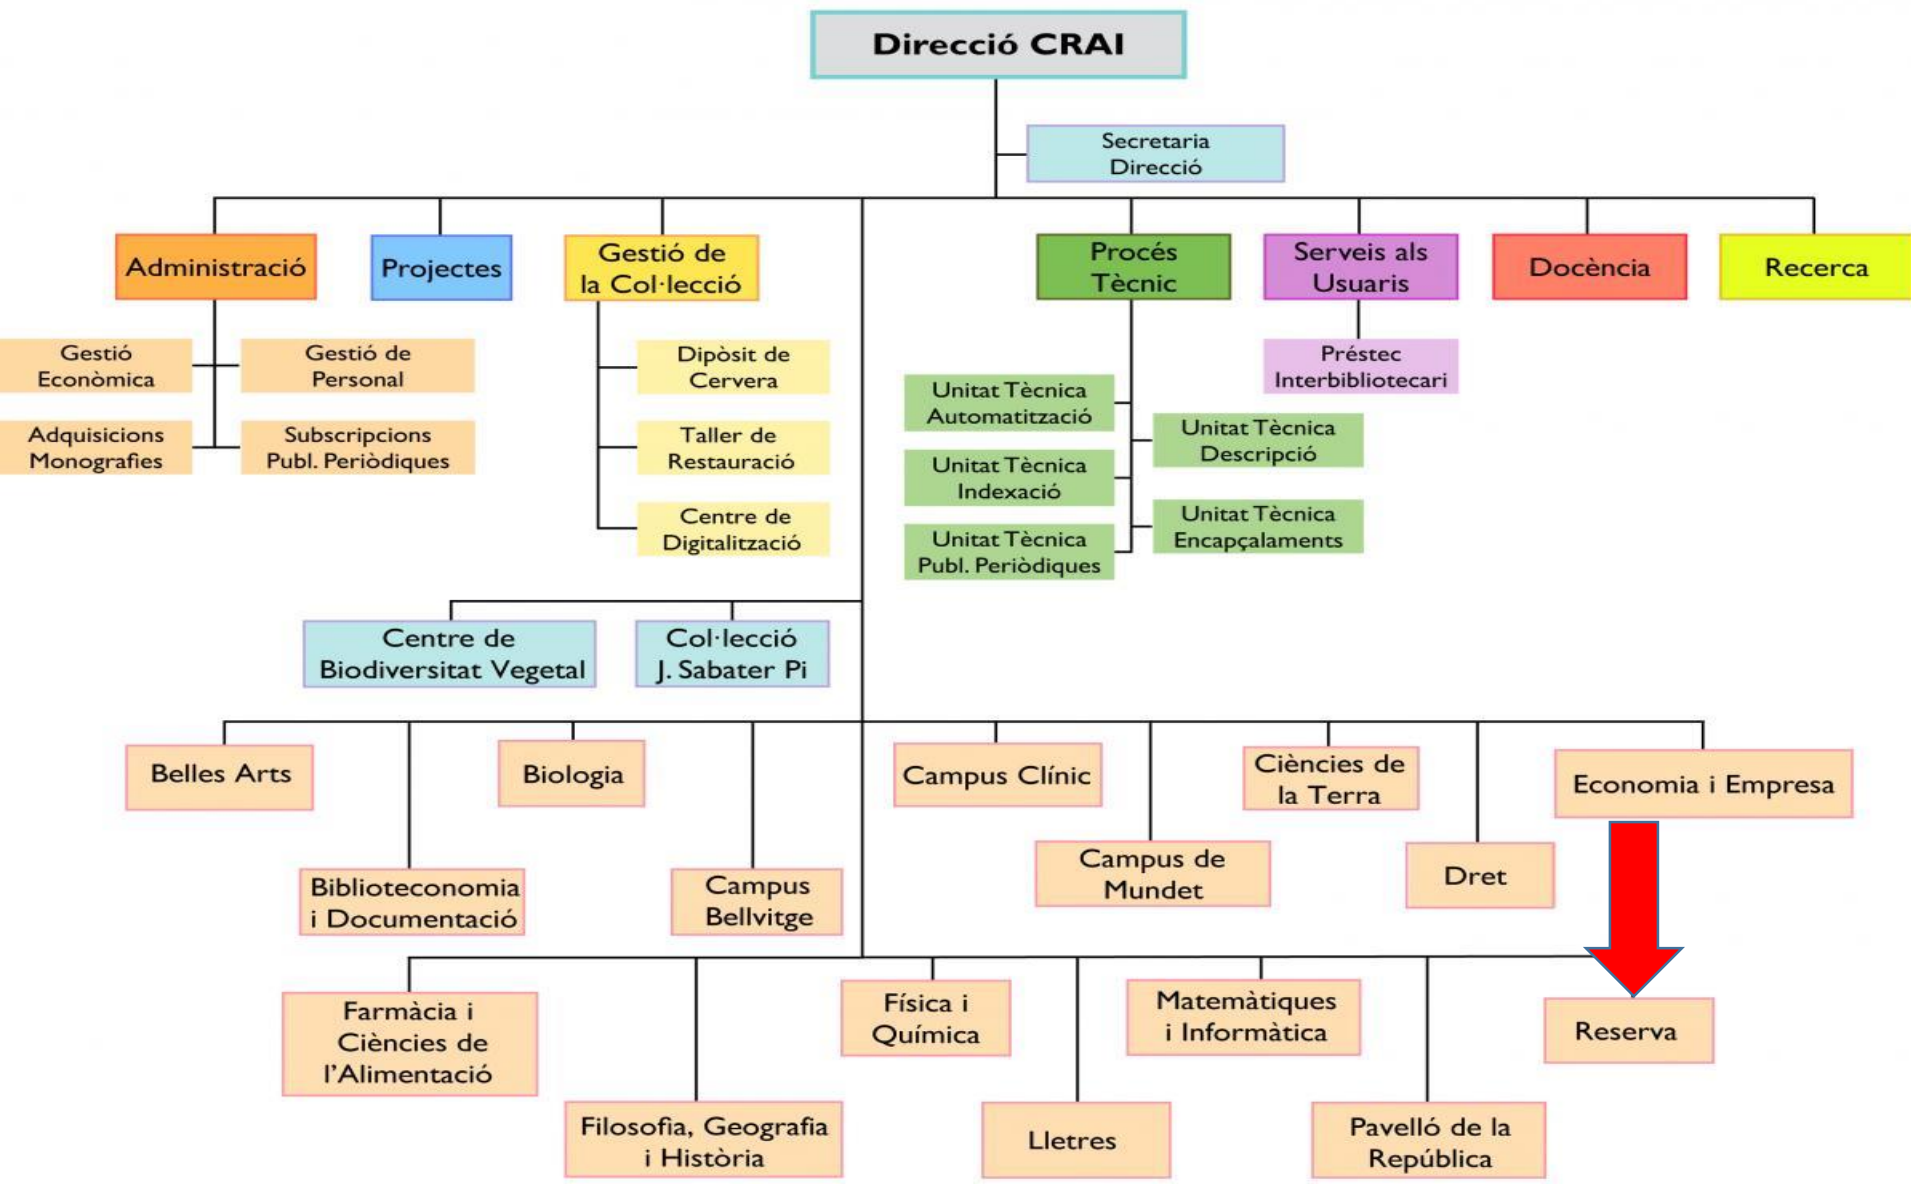 Direcció CRAI
Secretaria
Direcció
Administració
Projectes
Gestió de
la Col·lecció
Procés
Tècnic
Serveis als
Usuaris
Docència
Recerca
Gestió
Econòmica
Gestió de
Personal
Adquisicions
Monografies
Subscripcions
Publ. Periòdiques
Dipòsit de
Cervera
Taller de
Restauració
Centre de
Digitalització
Unitat Tècnica
Automatització
Unitat Tècnica
Descripció
Unitat Tècnica
Indexació
Unitat Tècnica
Encapçalaments
Unitat Tècnica
Publ. Periòdiques
Préstec
Interbibliotecari
Centre de
Biodiversitat Vegetal
Col·lecció
J. Sabater Pi
Belles Arts
Biologia
Campus Clínic
Ciències de
la Terra
Economia i Empresa
Biblioteconomia
i Documentació
Campus
Bellvitge
Campus de
Mundet
Dret
Farmàcia i
Ciències de
l'Alimentació
Física i
Química
Matemàtiques
i Informàtica
Reserva
Filosofia, Geografia
i Història
Lletres
Pavelló de la
República